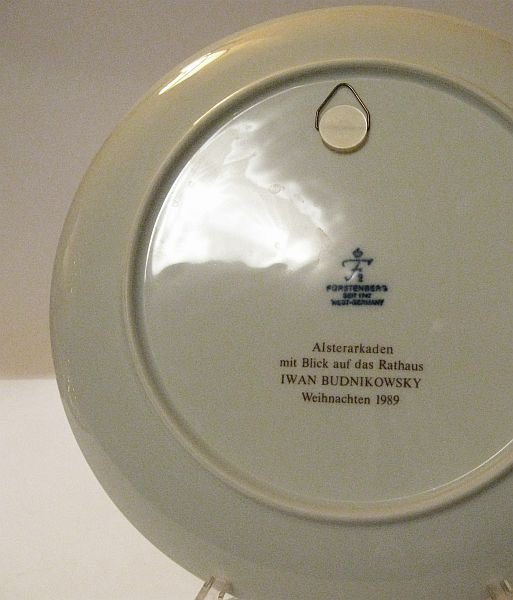 F
FÜRSTENBERG
SEIT 1747
WEST-GERMANY
Alsterarkaden
mit Blick auf das Rathaus
IWAN BUDNIKOWSKY
Weihnachten 1989